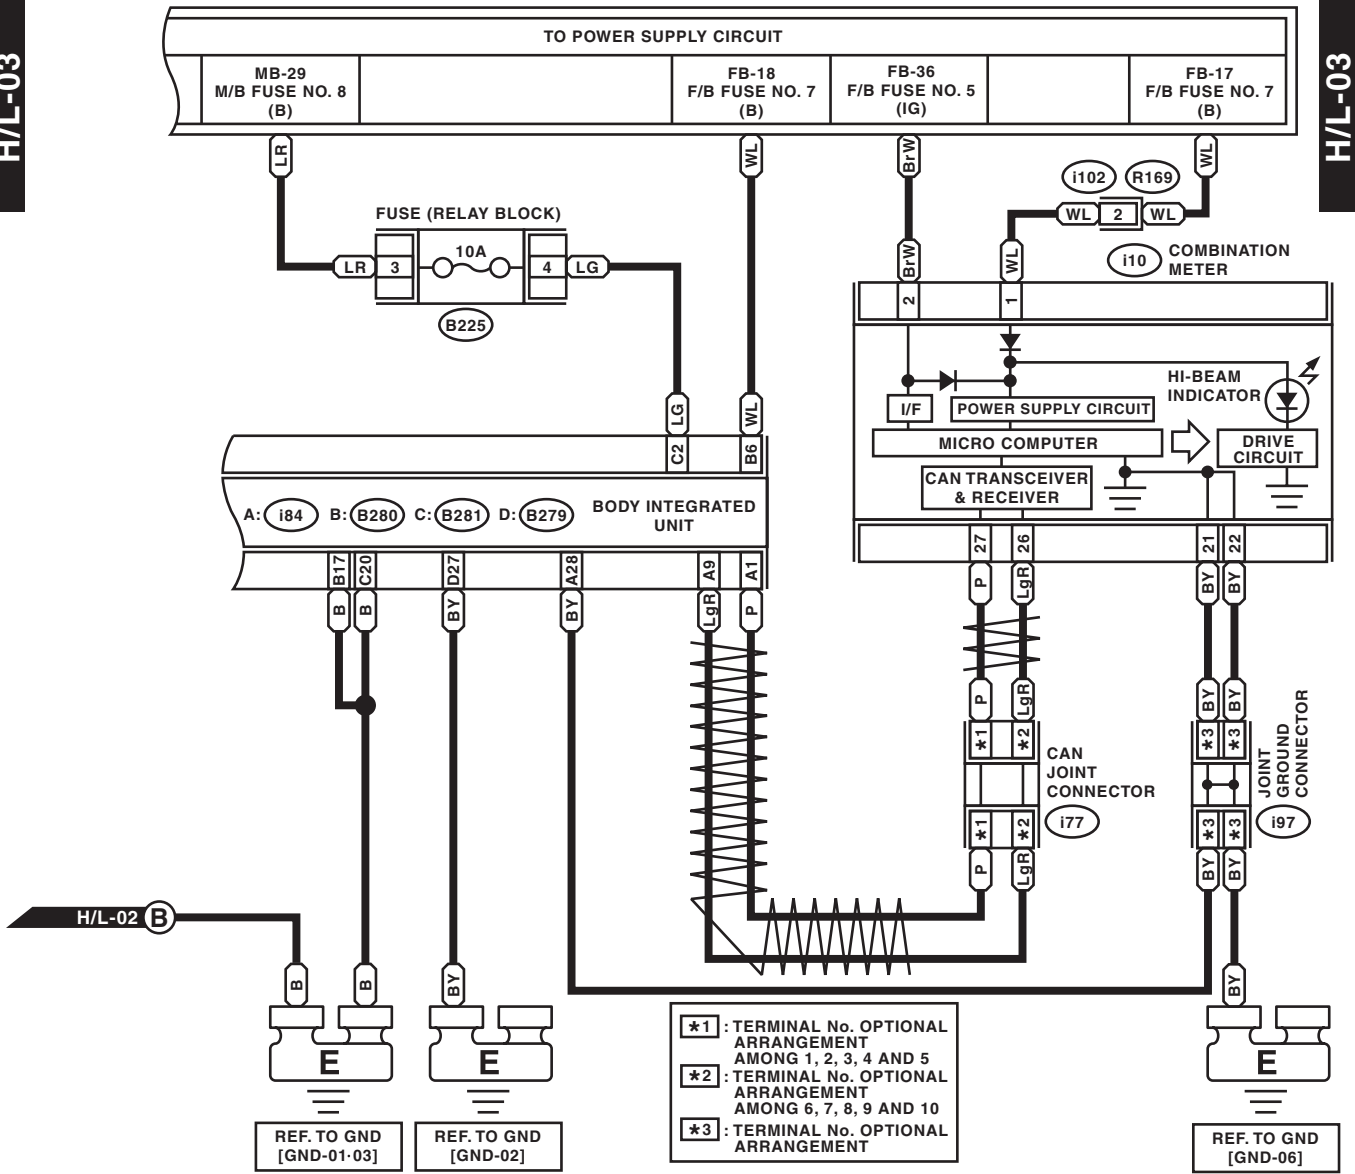 H/L-03
H/L-03
TO POWER SUPPLY CIRCUIT
MB-29
M/B FUSE NO. 8
(B)
FB-18
F/B FUSE NO. 7
(B)
FB-36
F/B FUSE NO. 5
(IG)
FB-17
F/B FUSE NO. 7
(B)
LR
WL
BrW
WL
i102
R169
WL
2
WL
FUSE (RELAY BLOCK)
LR
3
10A
4
LG
B225
BrW
WL
i10
COMBINATION
METER
2
1
HI-BEAM
INDICATOR
I/F
POWER SUPPLY CIRCUIT
MICRO COMPUTER
DRIVE
CIRCUIT
CAN TRANSCEIVER
& RECEIVER
LG
WL
C2
B6
A:
i84
B:
B280
C:
B281
D:
B279
BODY INTEGRATED
UNIT
B17
C20
D27
A28
A9
A1
B
B
BY
BY
LgR
P
27
26
21
22
P
LgR
BY
BY
P
LgR
BY
BY
*1
*2
*3
*3
CAN
JOINT
CONNECTOR
i77
JOINT
GROUND
CONNECTOR
i97
*1
*2
*3
*3
P
LgR
BY
BY
H/L-02
B
B
B
BY
BY
E
E
E
REF. TO GND
[GND-01·03]
REF. TO GND
[GND-02]
*1 : TERMINAL No. OPTIONAL
ARRANGEMENT
AMONG 1, 2, 3, 4 AND 5
*2 : TERMINAL No. OPTIONAL
ARRANGEMENT
AMONG 6, 7, 8, 9 AND 10
*3 : TERMINAL No. OPTIONAL
ARRANGEMENT
REF. TO GND
[GND-06]